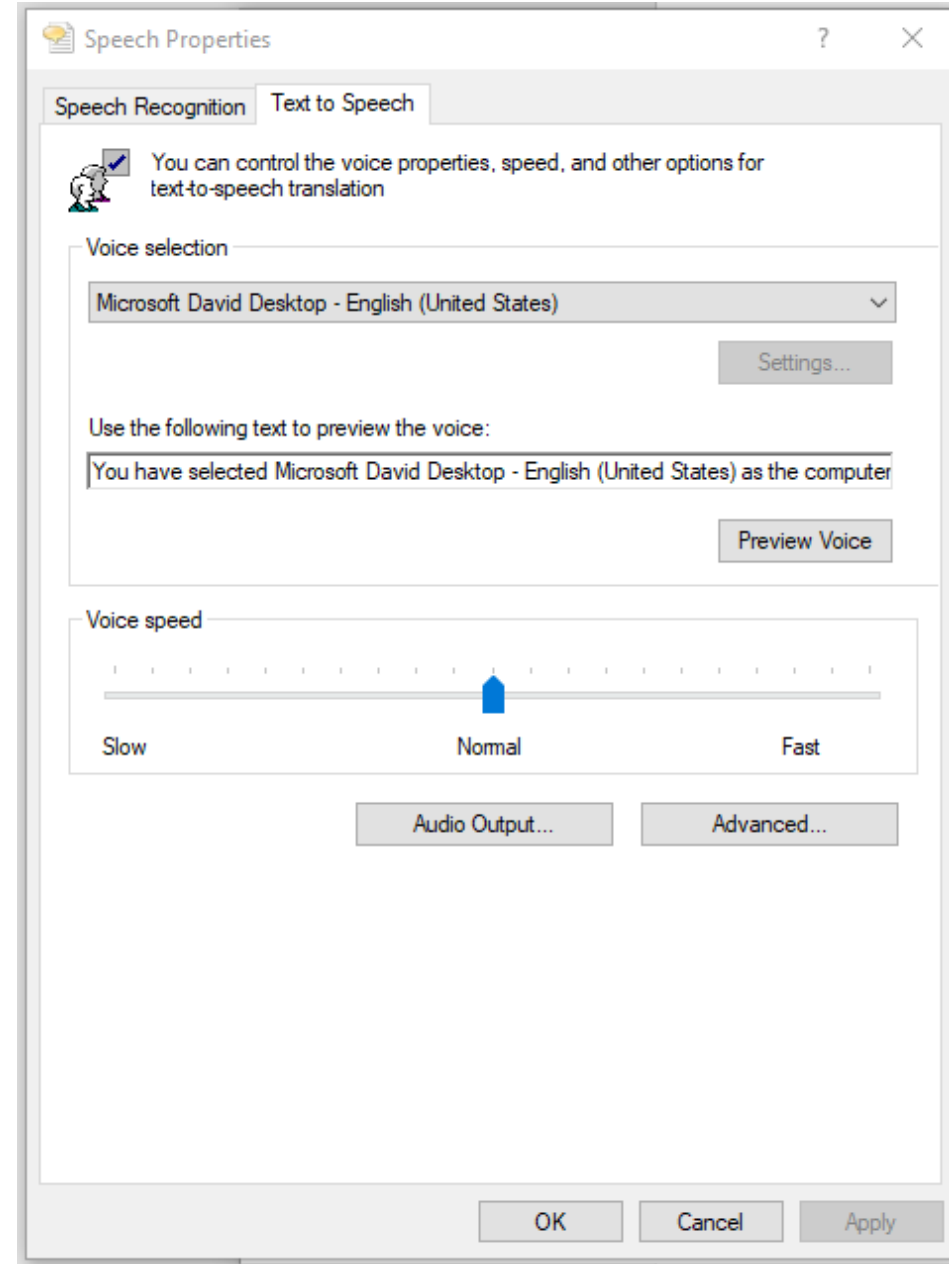 Speech Properties
Speech Recognition
Text to Speech
You can control the voice properties, speed, and other options for
text-to-speech translation
Voice selection
Microsoft David Desktop - English (United States)
Settings...
Use the following text to preview the voice:
You have selected Microsoft David Desktop - English (United States) as the computer
Preview Voice
Voice speed
Slow Normal Fast
Audio Output... Advanced...
OK Cancel Apply